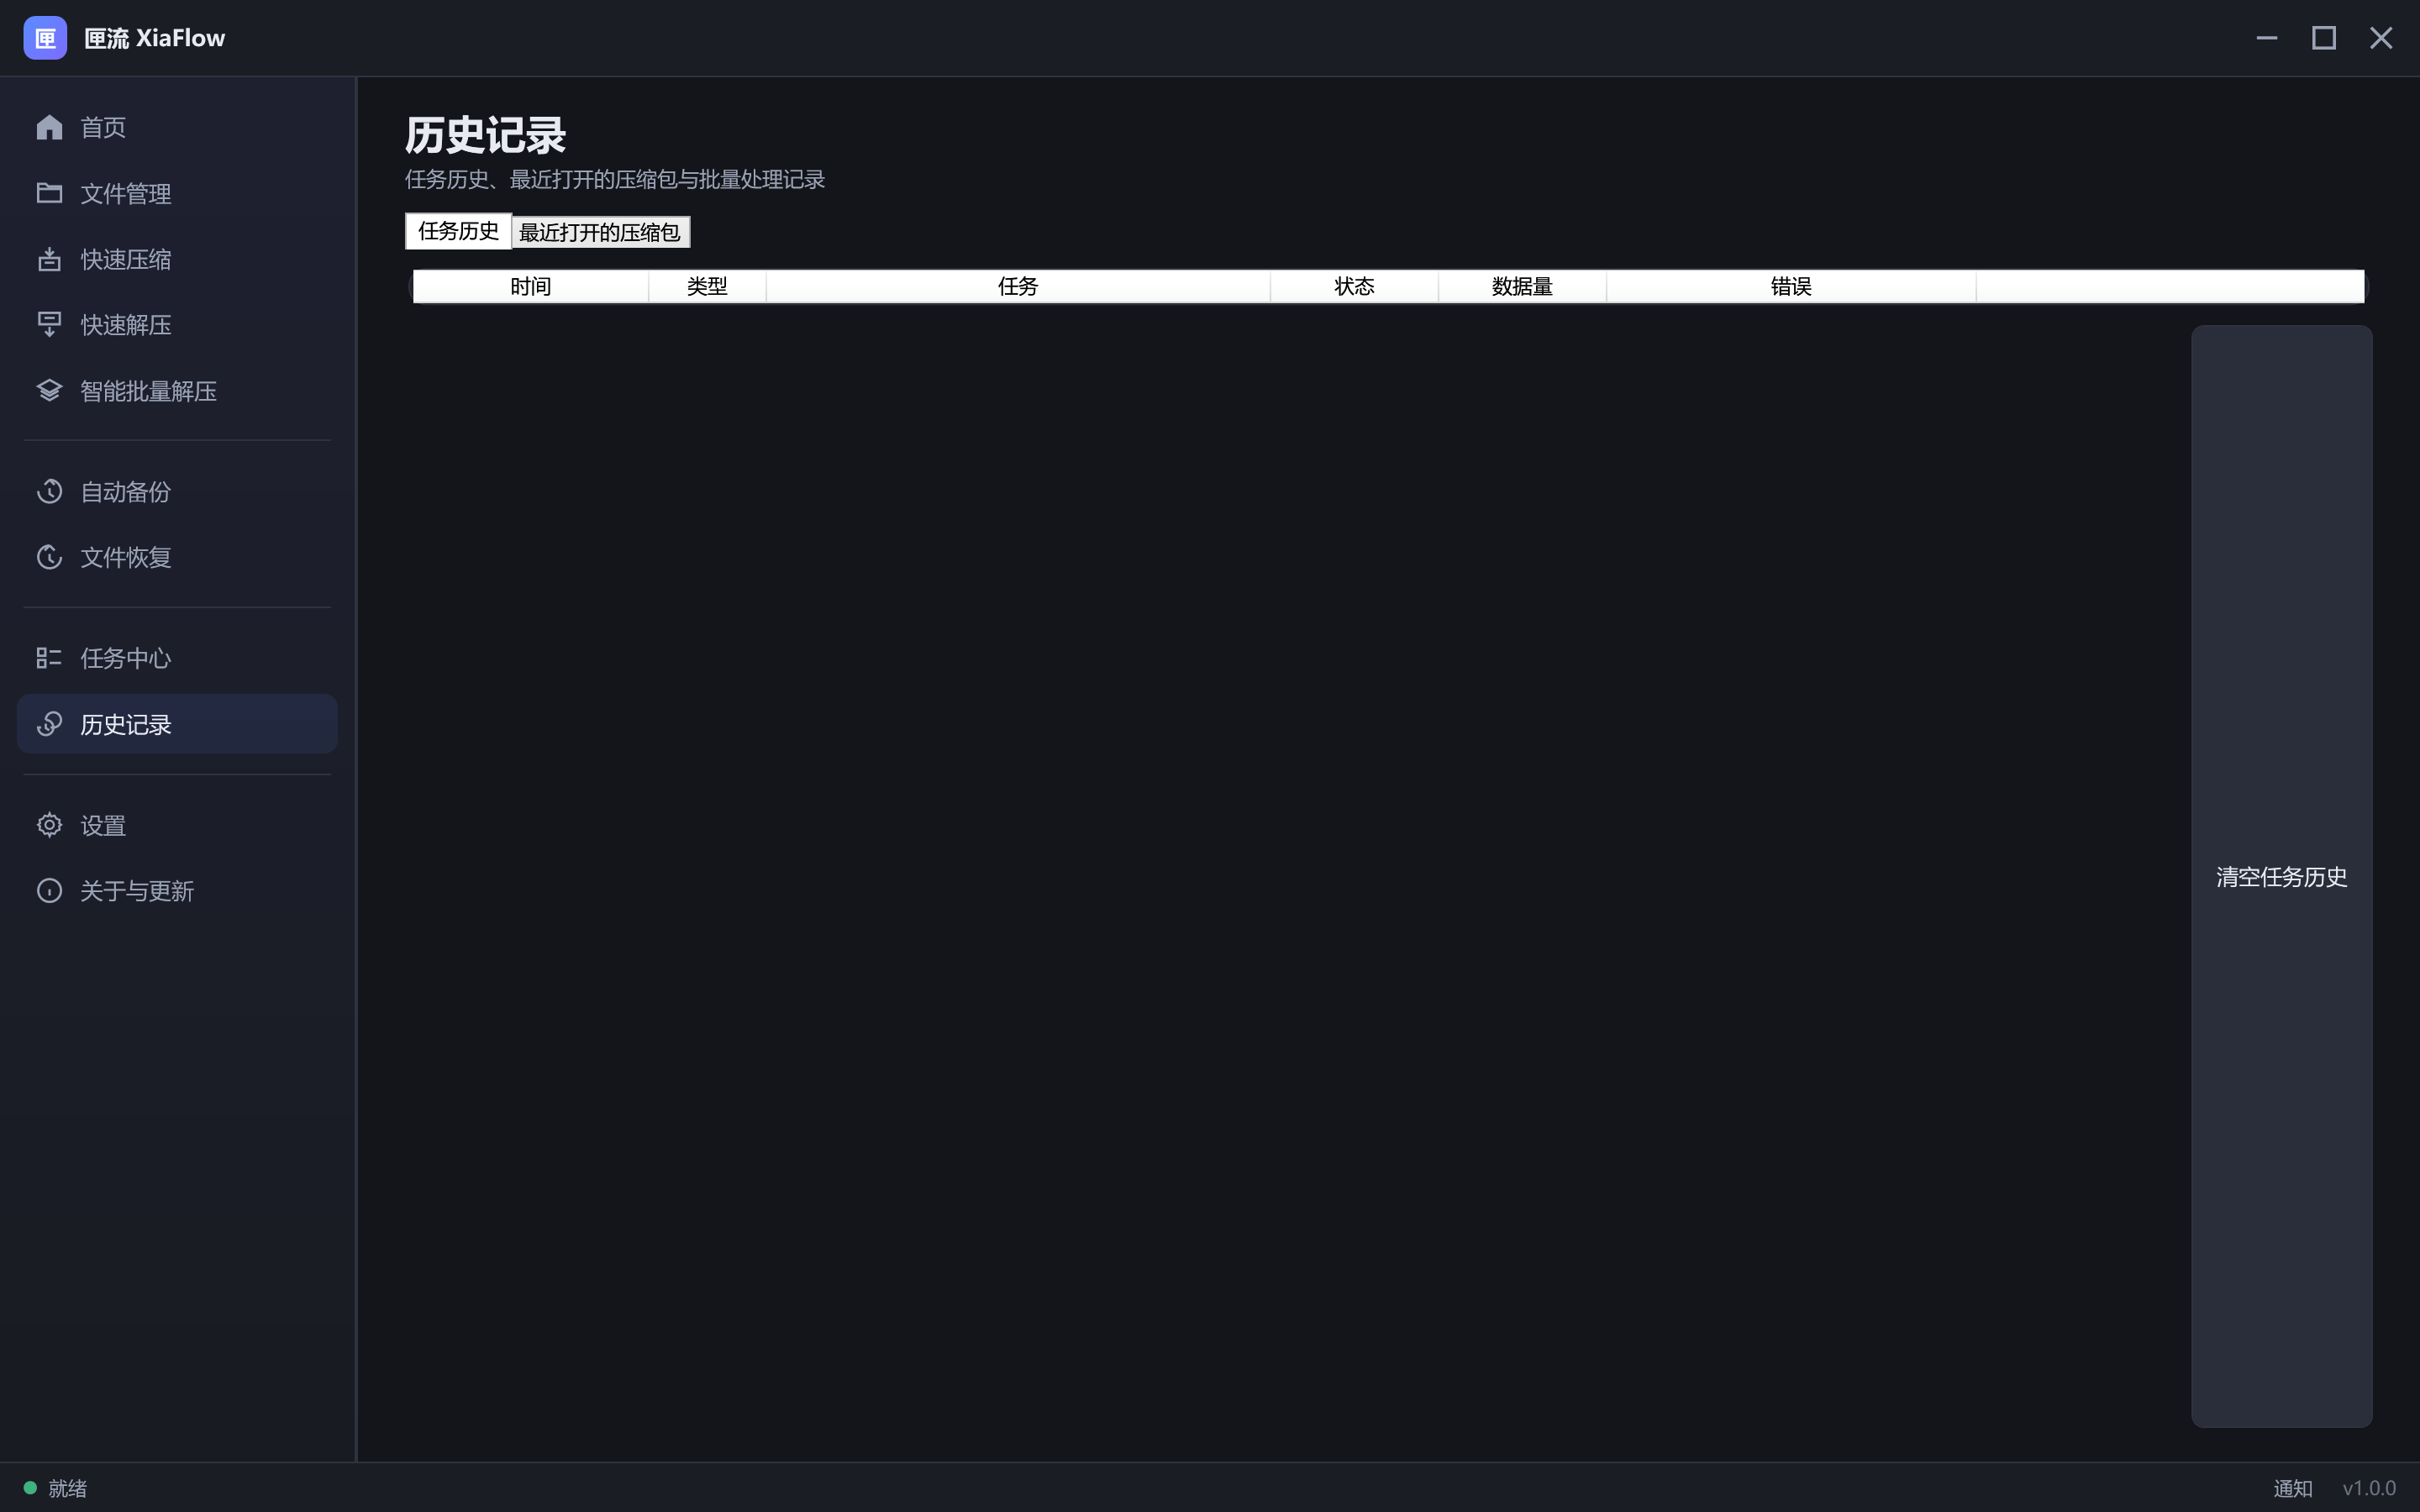 匣 匣流 XiaFlow
首页
文件管理
快速压缩
快速解压
智能批量解压
自动备份
文件恢复
任务中心
历史记录
设置
关于与更新
历史记录
任务历史、最近打开的压缩包与批量处理记录
任务历史 最近打开的压缩包
时间 类型 任务 状态 数据量 错误
清空任务历史
就绪 通知 v1.0.0